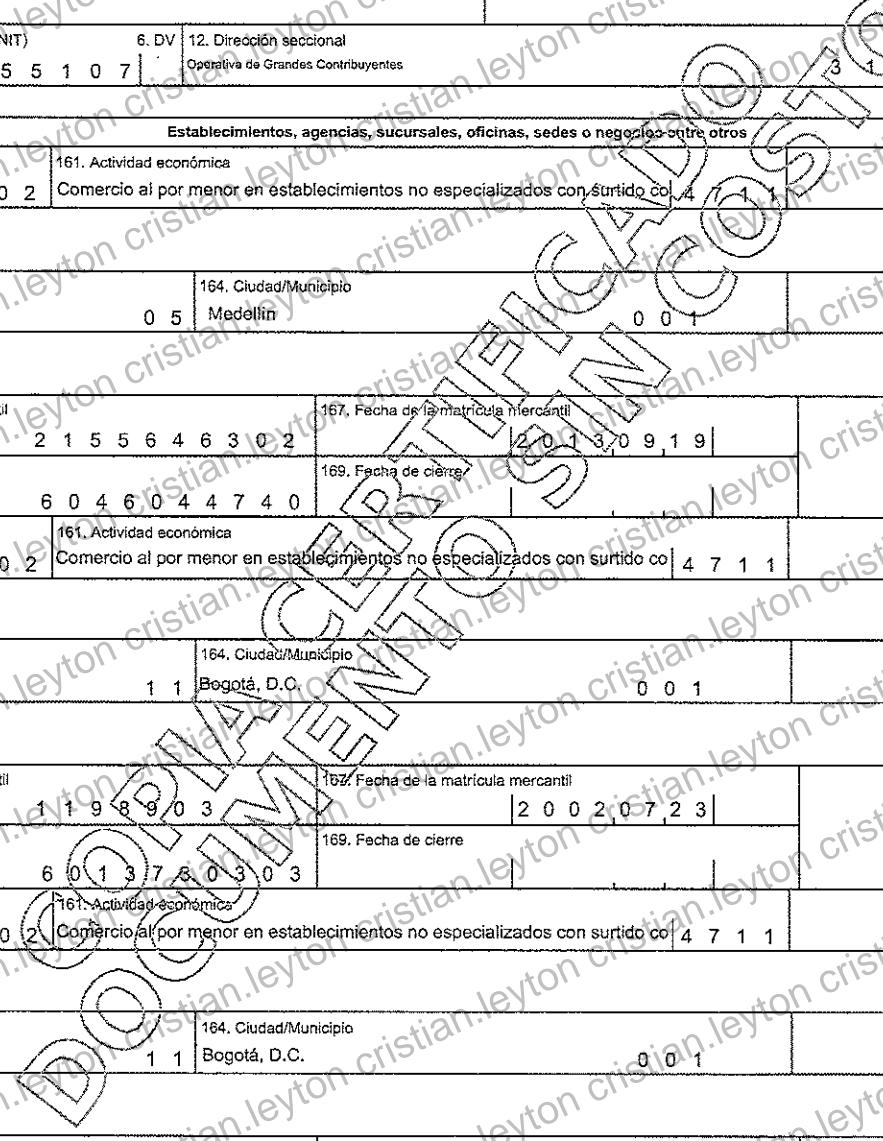 NIT) 6. DV 12. Dirección seccional
5 5 1 0 7 Operativa de Grandes Contribuyentes 3 1
Establecimientos, agencias, sucursales, oficinas, sedes o negocios entre otros
161. Actividad económica
0 2 Comercio al por menor en establecimientos no especializados con surtido co 4 7 1 1
164. Ciudad/Municipio
0 5 Medellín 0 0 1
167. Fecha de la matrícula mercantil
2 1 5 5 6 4 6 3 0 2 2 0 1 3 0 9 1 9
169. Fecha de cierre
6 0 4 6 0 4 4 7 4 0
161. Actividad económica
0 2 Comercio al por menor en establecimientos no especializados con surtido co 4 7 1 1
164. Ciudad/Municipio
1 1 Bogotá, D.C. 0 0 1
167. Fecha de la matrícula mercantil
1 1 9 8 9 0 3 2 0 0 2 0 7 2 3
169. Fecha de cierre
6 0 1 3 7 8 0 3 0 3
161. Actividad económica
0 2 Comercio al por menor en establecimientos no especializados con surtido co 4 7 1 1
164. Ciudad/Municipio
1 1 Bogotá, D.C. 0 0 1
COPIA CERTIFICADO
DOCUMENTO SIN COSTO
cristian.leyton cristian.leyton cristian.leyton